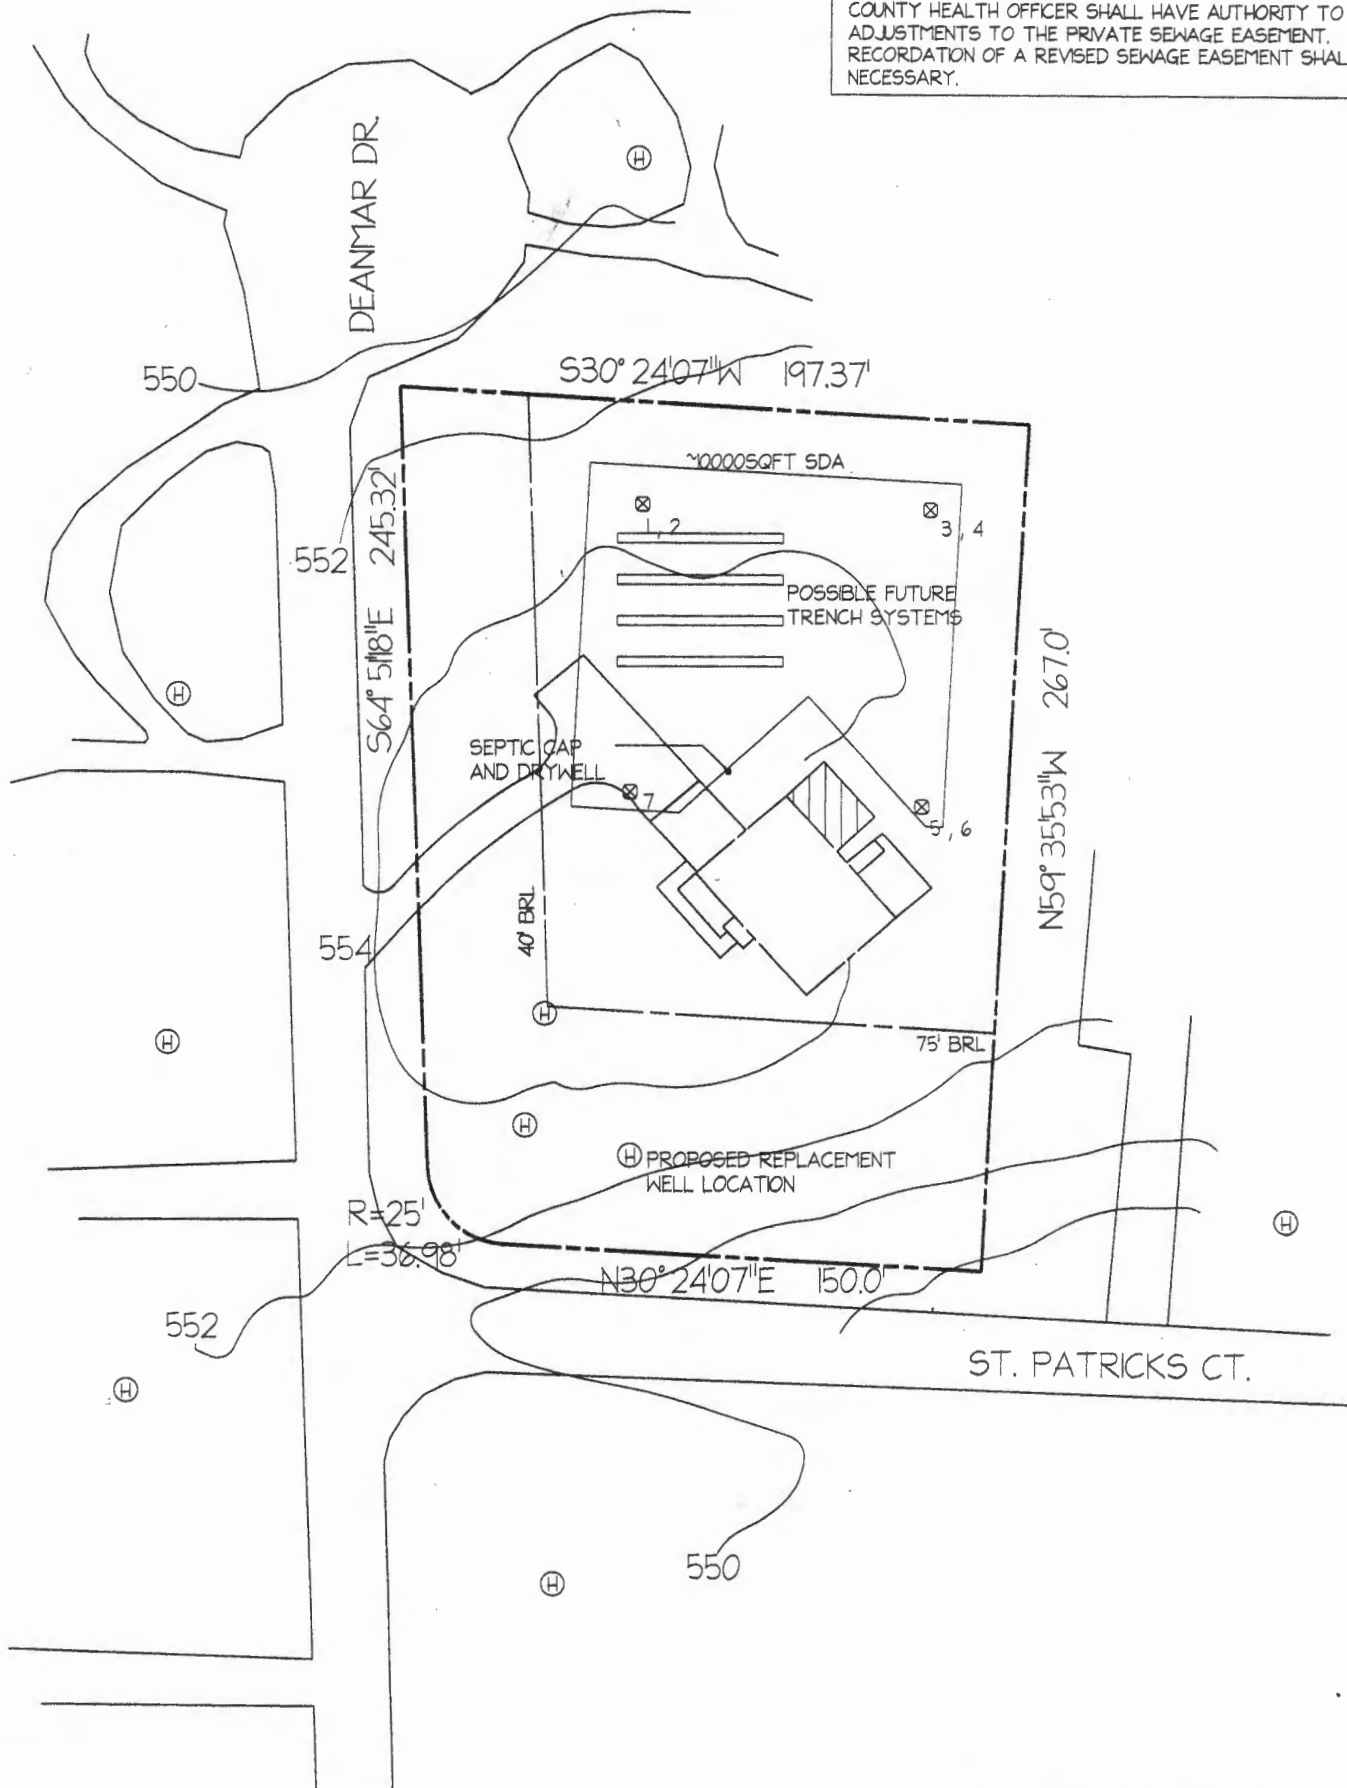 COUNTY HEALTH OFFICER SHALL HAVE AUTHORITY TO
ADJUSTMENTS TO THE PRIVATE SEWAGE EASEMENT.
RECORDATION OF A REVISED SEWAGE EASEMENT SHAL
NECESSARY.
DEANMAR DR.
H
550
S30° 24'07"W 197.37'
~10000SQFT SDA
552
S64° 51'18"E 245.32'
1, 2
3, 4
POSSIBLE FUTURE
TRENCH SYSTEMS
N59° 35'53"W 267.0'
H
SEPTIC CAP
AND DRYWELL
7
5, 6
554
40' BRL
H
H
75' BRL
H
H PROPOSED REPLACEMENT
WELL LOCATION
R=25'
L=36.98'
H
N30° 24'07"E 150.0'
552
ST. PATRICKS CT.
H
550
H